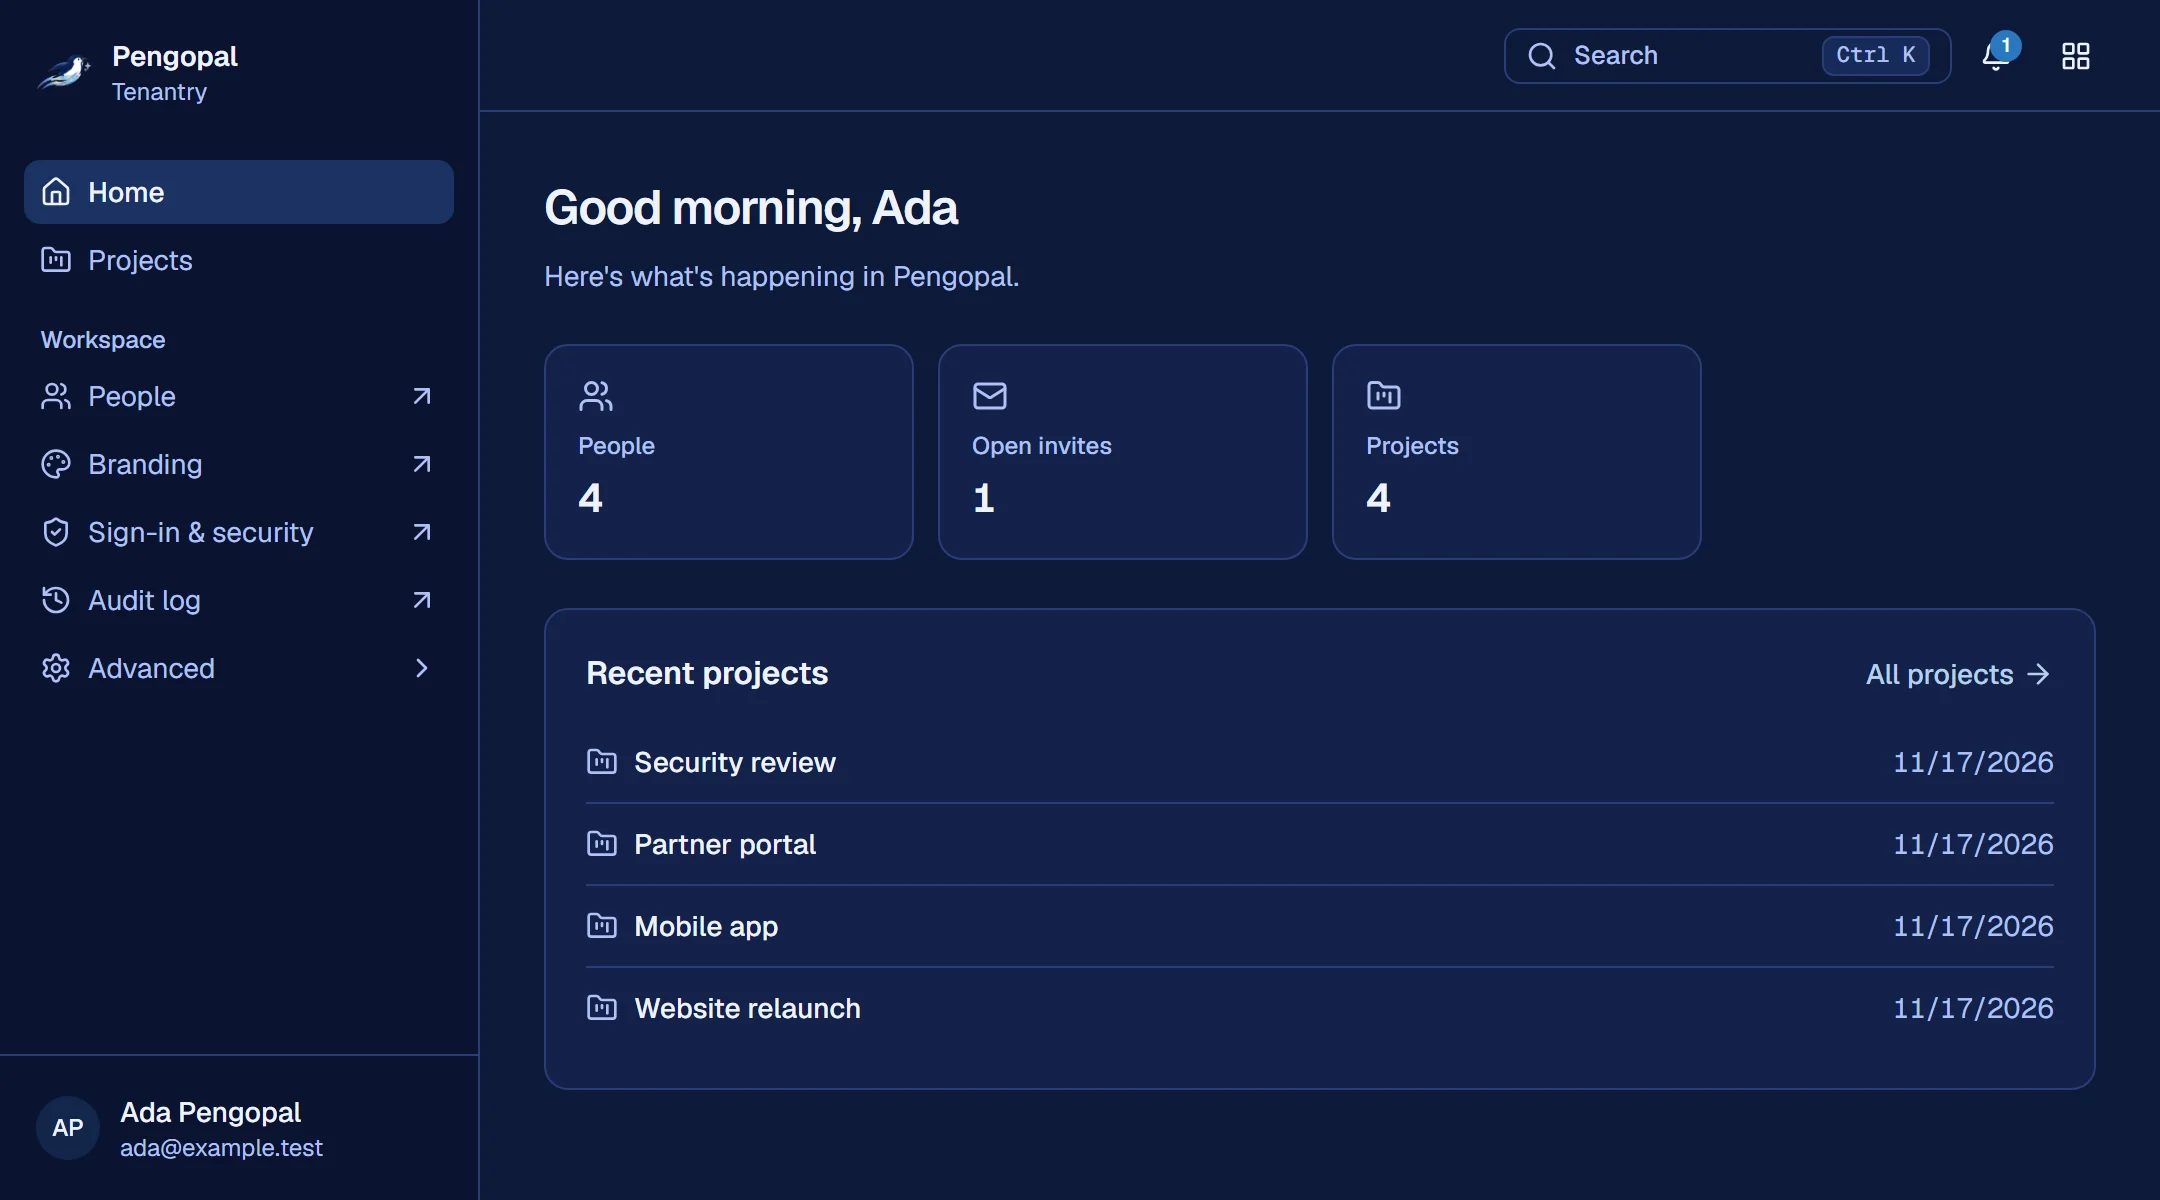 Pengopal
Tenantry
Home
Projects
Workspace
People
Branding
Sign-in & security
Audit log
Advanced
Ada Pengopal
ada@example.test
AP
Search
Ctrl K
1
Good morning, Ada
Here's what's happening in Pengopal.
People
4
Open invites
1
Projects
4
Recent projects
All projects
Security review
11/17/2026
Partner portal
11/17/2026
Mobile app
11/17/2026
Website relaunch
11/17/2026